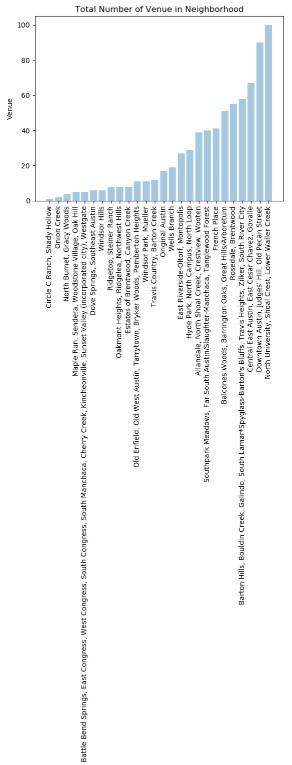 Total Number of Venue in Neighborhood
100
80
60
40
20
0
Venue
Circle C Ranch, Shady Hollow
Onion Creek
North Burnet, Gracy Woods
Maple Run, Sendera, Woodstone Village, Oak Hill
Battle Bend Springs, East Congress, West Congress, South Congress, South Manchaca, Cherry Creek, Kincheonville, Sunset Valley (unincorporated city), Westgate
Dove Springs, Southeast Austin
Windsor Hills
Ridgetop, Steiner Ranch
Oakmont Heights, Ridgelea, Northwest Hills
Estates of Brentwood, Canyon Creek
Old Enfield, Old West Austin, Tarrytown, Bryker Woods, Pemberton Heights
Windsor Park, Mueller
Travis Country, Barton Creek
Original Austin
Wells Branch
East Riverside-Oltorf, Montopolis
Hyde Park, North Campus, North Loop
Allandale, North Shoal Creek, Crestview, Wooten
Southpark Meadows, Far South Austin/Slaughter-Manchaca, Tanglewood Forest
French Place
Balcones Woods, Barrington Oaks, Great Hills/Arboretum
Rosedale, Brentwood
Barton Hills, Bouldin Creek, Galindo, South Lamar-Spyglass-Barton's Bluffs, Travis Heights, Zilker, South River City
Central East Austin, East Cesar Chavez, Govalle
Downtown Austin, Judges' Hill, Old Pecan Street
North University, Shoal Crest, Lower Waller Creek